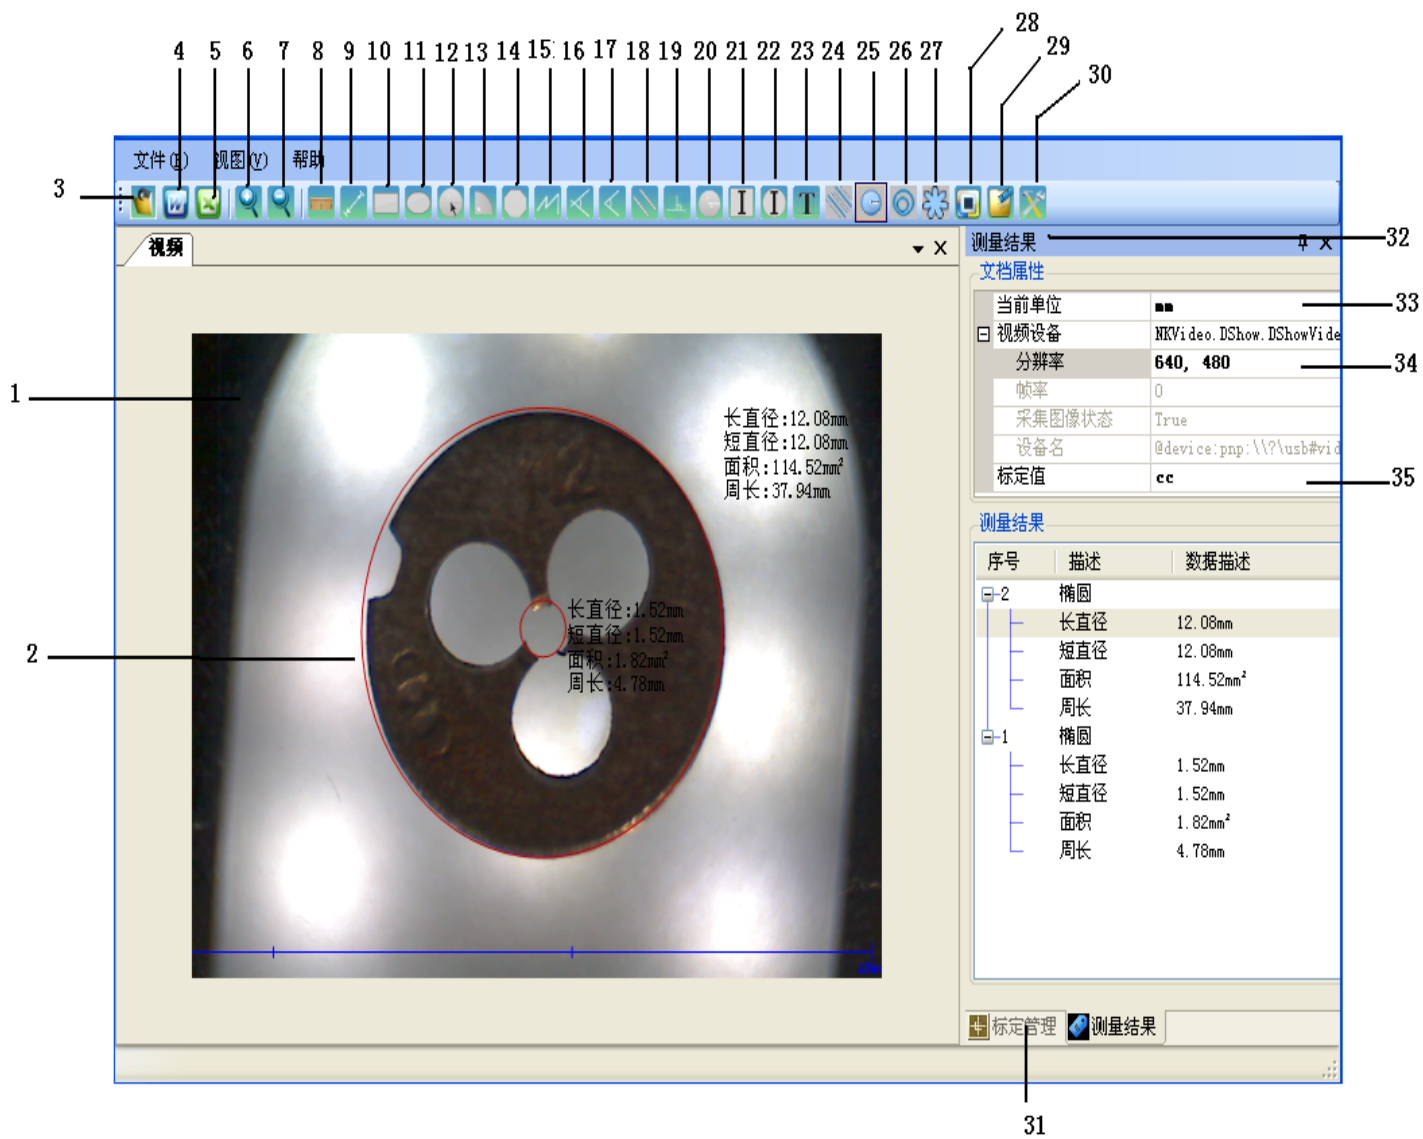 28
4 5 6 7 8 9 10 11 12 13 14 15 16 17 18 19 20 21 22 23 24 25 26 27 29
30
文件(F) 视图(V) 帮助
3
视频
测量结果
32
文档属性
当前单位 mm
33
视频设备 NKVideo.DShow.DShowVide
分辨率 640, 480
34
帧率 0
采集图像状态 True
设备名 @device:pnp:\\?\usb#vid
标定值 cc
35
1
长直径:12.08mm
短直径:12.08mm
面积:114.52mm²
周长:37.94mm
2
长直径:1.52mm
短直径:1.52mm
面积:1.82mm²
周长:4.78mm
测量结果
序号 描述 数据描述
2 椭圆
长直径 12.08mm
短直径 12.08mm
面积 114.52mm²
周长 37.94mm
1 椭圆
长直径 1.52mm
短直径 1.52mm
面积 1.82mm²
周长 4.78mm
标定管理 测量结果
31